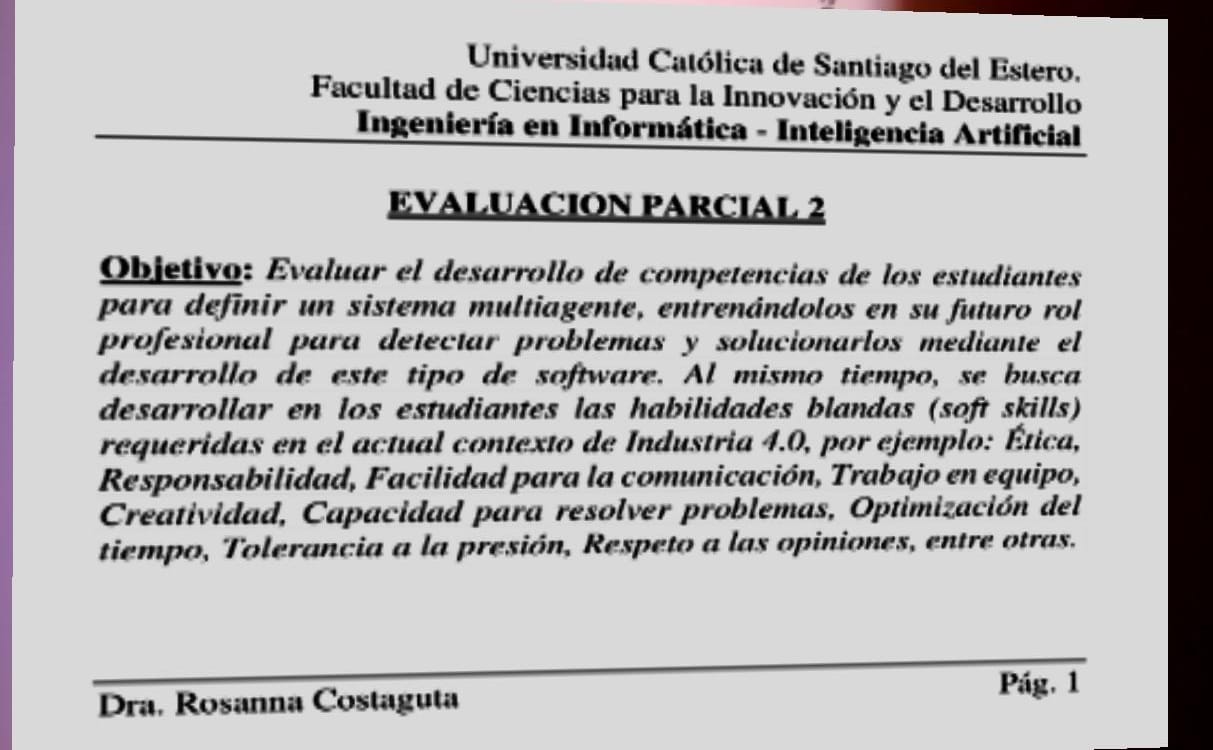 Universidad Católica de Santiago del Estero.
Facultad de Ciencias para la Innovación y el Desarrollo
Ingeniería en Informática - Inteligencia Artificial
EVALUACION PARCIAL 2
Objetivo: Evaluar el desarrollo de competencias de los estudiantes
para definir un sistema multiagente, entrenándolos en su futuro rol
profesional para detectar problemas y solucionarlos mediante el
desarrollo de este tipo de software. Al mismo tiempo, se busca
desarrollar en los estudiantes las habilidades blandas (soft skills)
requeridas en el actual contexto de Industria 4.0, por ejemplo: Ética,
Responsabilidad, Facilidad para la comunicación, Trabajo en equipo,
Creatividad, Capacidad para resolver problemas, Optimización del
tiempo, Tolerancia a la presión, Respeto a las opiniones, entre otras.
Dra. Rosanna Costaguta
Pág. 1